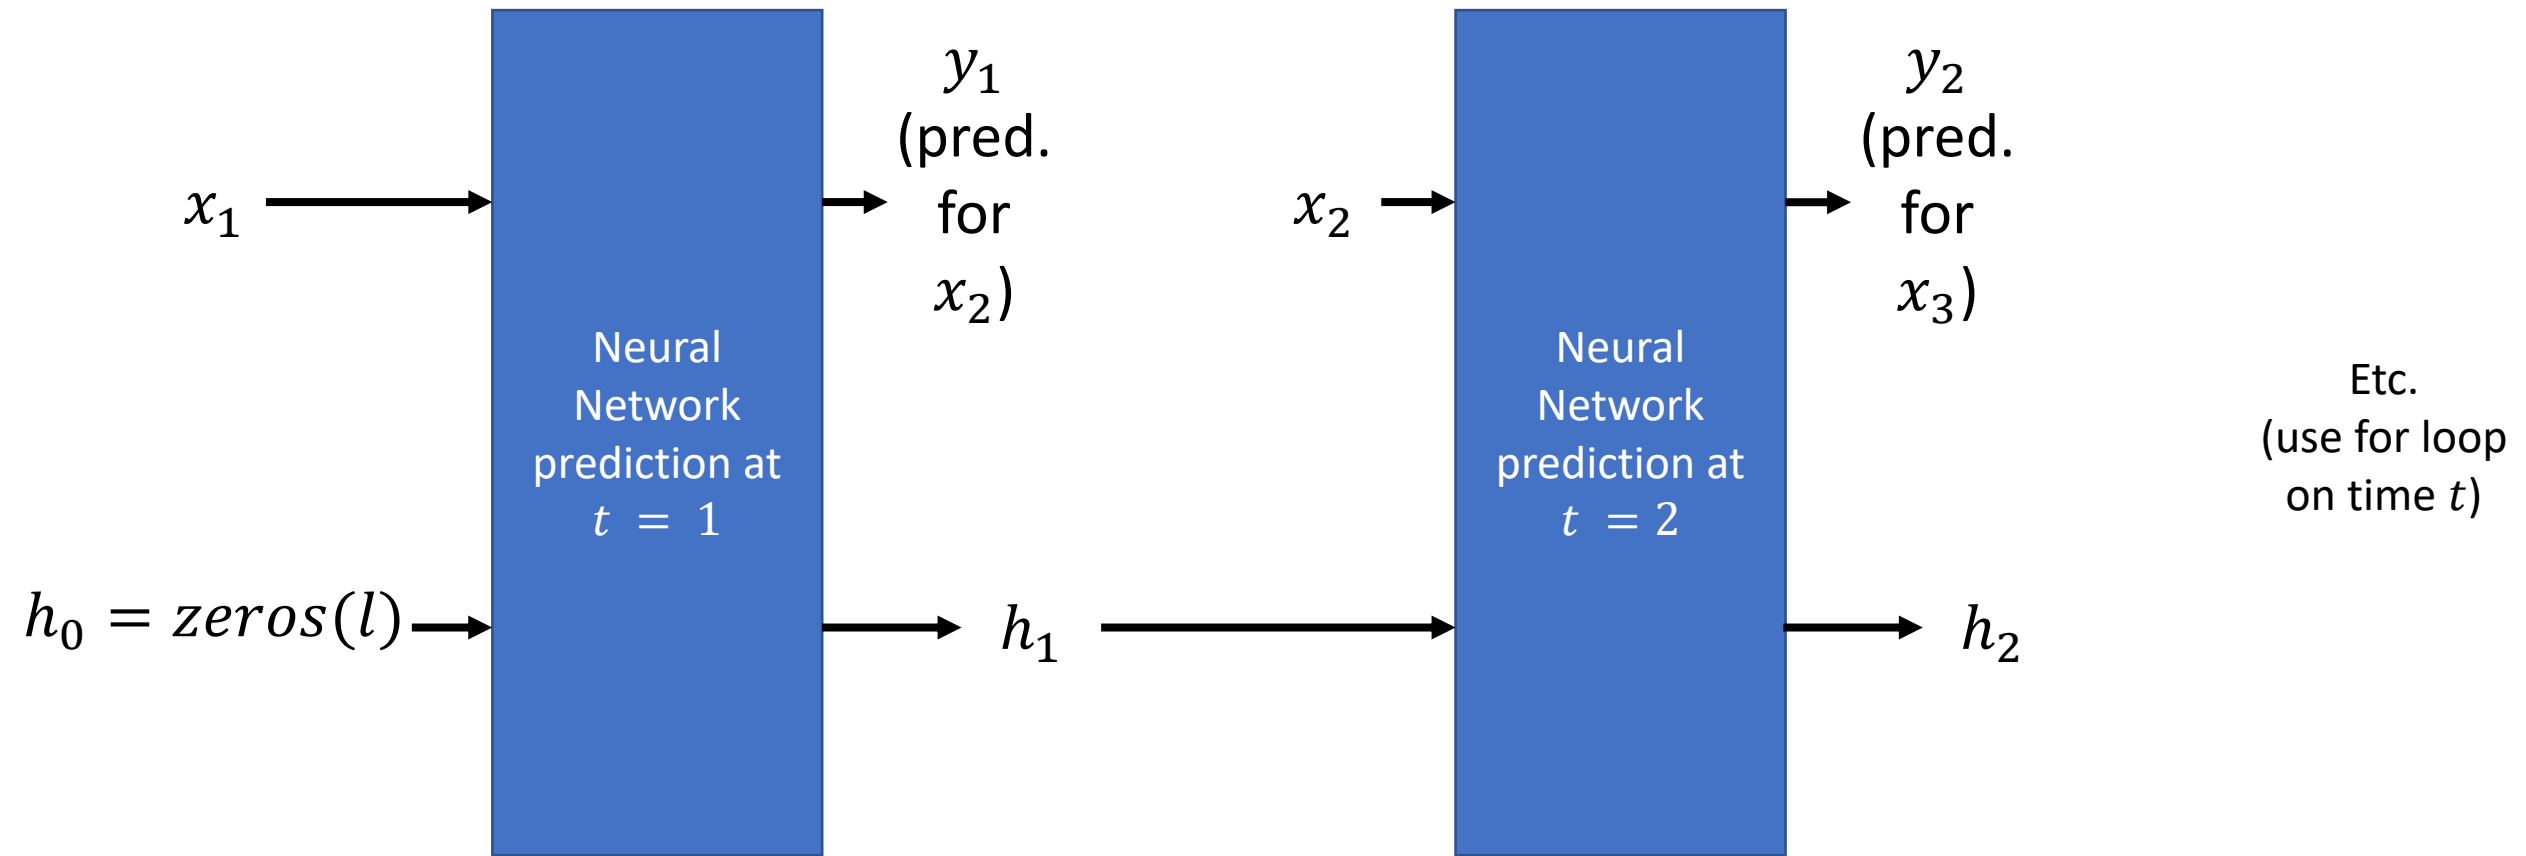 x₁
h₀ = zeros(l)
Neural
Network
prediction at
t = 1
y₁
(pred.
for
x₂)
h₁
x₂
Neural
Network
prediction at
t = 2
y₂
(pred.
for
x₃)
h₂
Etc.
(use for loop
on time t)